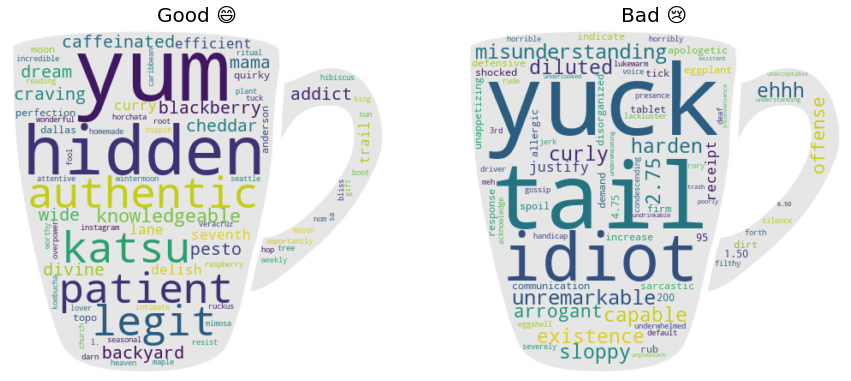 Good 😄
caffeinated efficient
moon
incredible
ritual
mama
dream
reading
yum
caribbean
quirky
craving
plant
tuck
hibiscus
addict
king
curry
blackberry
perfection
wonderful
horchata
root
cheddar
dallas
homemade
hippie
anderson
sun
trail
hidden
fool
attentive
wintermoon
seattle
boot
authentic
bliss
gift
wide
knowledgeable
nom
sa
worthy
overpower
instagram
lane
veracruz
seventh
mason
importantly
katsu
pesto
hop
tree
weekly
divine
delish
raspberry
kombucha
patient
lover
intimate
ruckus
topo
legit
mimosa
church
1.
seasonal
resist
darn
backyard
heaven
maple
Bad 😢
horrible
indicate
horribly
misunderstanding
apologetic
existent
defensive
diluted
lukewarm
voice
tick
eggplant
shocked
rude
undercooked
unacceptable
ehhh
understanding
unappetizing
yuck
presence
disorganized
tablet
lackluster
deaf
inconvenience
offense
3rd
allergic
jerk
underwhelming
harden
driver
curly
justify
condescending
2.75
receipt
rory
meh
gossip
demand
trash
tail
response
acknowledge
spoil
4.75
firm
poorly
undrinkable
6.50
silence
handicap
increase
95
forth
dirt
1.50
filthy
idiot
communication
sarcastic
unremarkable
200
arrogant
capable
eggshell
existence
underwhelmed
default
severely
sloppy
rub
unpleasant